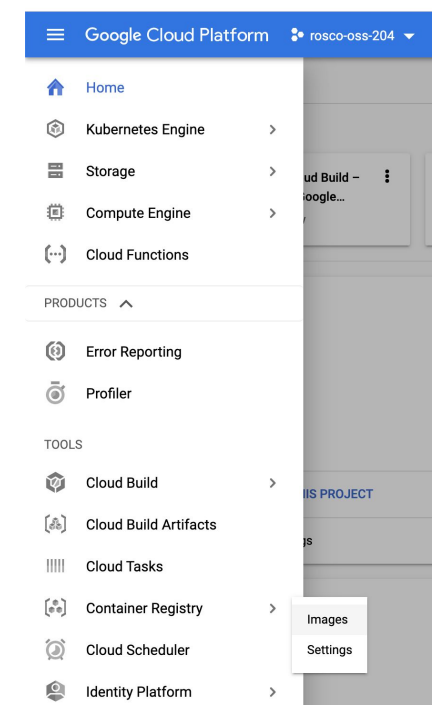 Google Cloud Platform
rosco-oss-204
Home
Kubernetes Engine
Storage
ud Build –
Compute Engine
oogle...
Cloud Functions
PRODUCTS
Error Reporting
Profiler
TOOLS
Cloud Build
IS PROJECT
Cloud Build Artifacts
gs
Cloud Tasks
Container Registry
Images
Cloud Scheduler
Settings
Identity Platform